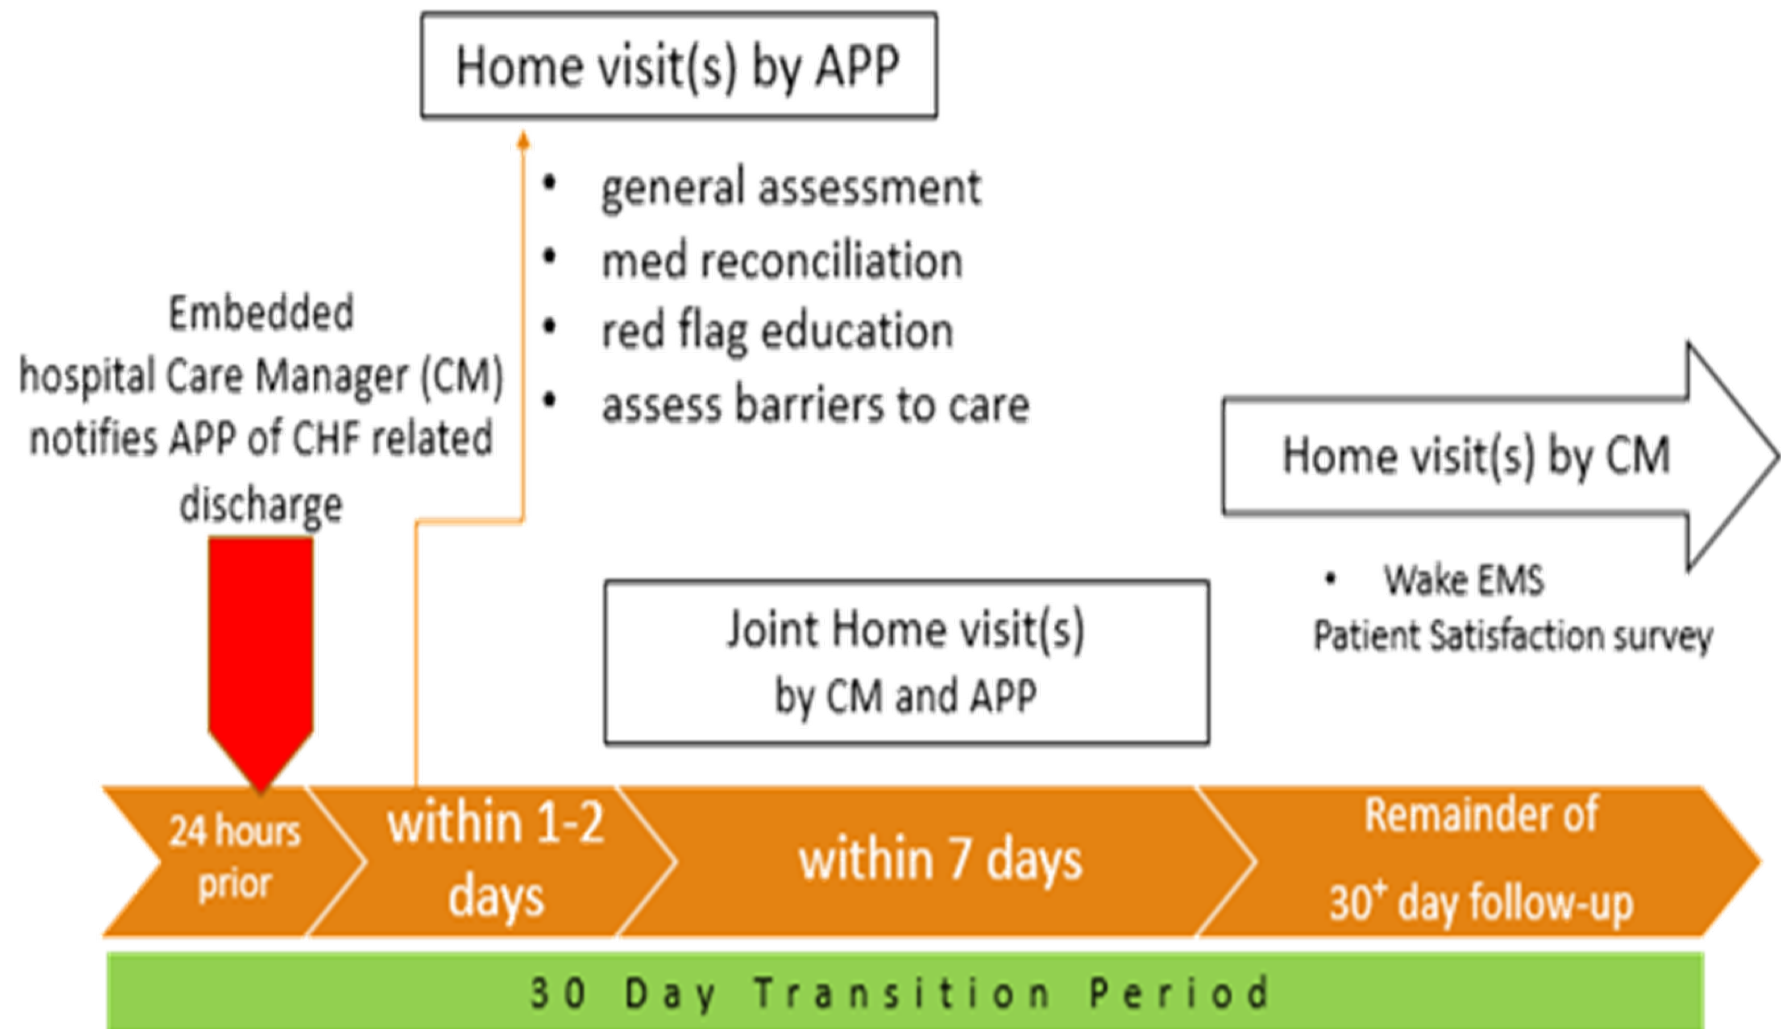 Home visit(s) by APP
• general assessment
• med reconciliation
• red flag education
• assess barriers to care
Embedded
hospital Care Manager (CM)
notifies APP of CHF related
discharge
Home visit(s) by CM
• Wake EMS
Patient Satisfaction survey
Joint Home visit(s)
by CM and APP
24 hours
prior
within 1-2
days
within 7 days
Remainder of
30⁺ day follow-up
30 Day Transition Period